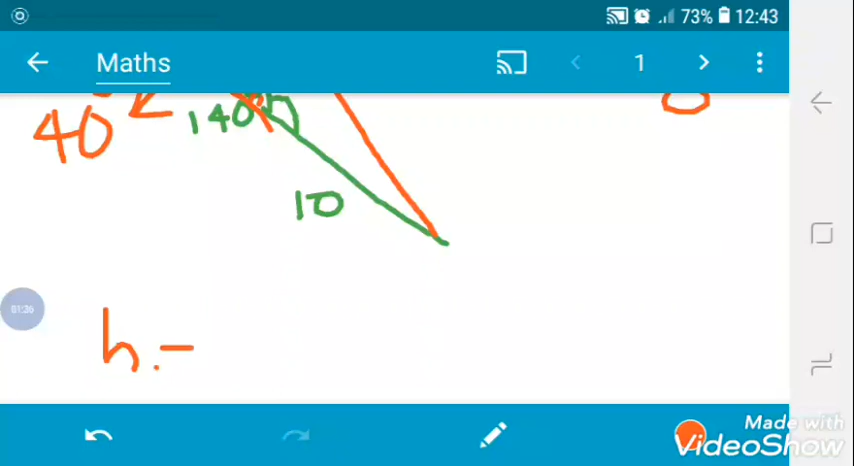 73% 12:43
Maths 1
40 140
10
01:36
h.-
Made with
VideoShow